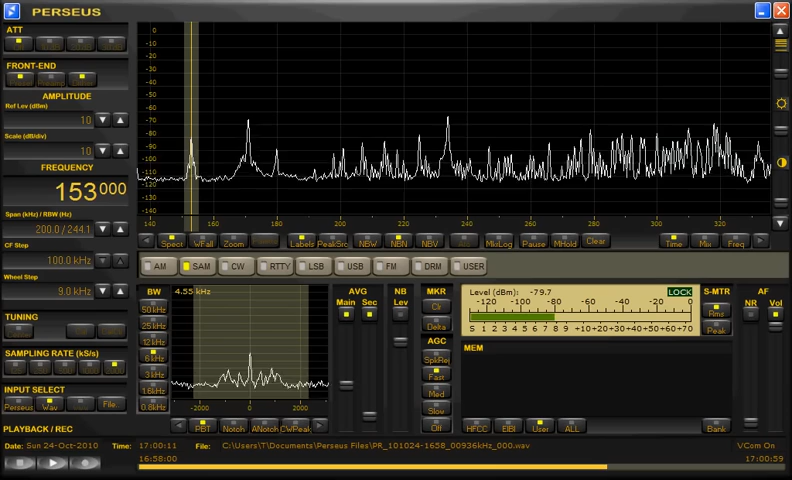 PERSEUS
ATT
FRONT-END
AMPLITUDE
Ref Lev (dBm)
10
Scale (dB/div)
10
FREQUENCY
153000
Span (kHz) / RBW (Hz)
200.0 / 244.1
CF Step
100.0 kHz
Wheel Step
9.0 kHz
TUNING
SAMPLING RATE (kS/s)
INPUT SELECT
Perseus Wav File
PLAYBACK / REC
0
-10
-20
-30
-40
-50
-60
-70
-80
-90
-100
-110
-120
-130
-140
140 160 180 200 220 240 260 280 300 320
Spect WFall Zoom Labels PeakSrc NBW NBN NBV MkLog Pause MHold Clear Time Mix Freq
AM SAM CW RTTY LSB USB FM DRM USER
BW
50kHz
25kHz
12kHz
6 kHz
3 kHz
1.6kHz
0.8kHz
4.55 kHz
-2000 0 2000
PBT Notch ANotch CWPeak
AVG
Main Sec
NB
Lev
MKR
Clr
Delta
AGC
SpkRej
Fast
Med
Slow
Off
Level (dBm): -79.7 LOCK
-120 -100 -80 -60 -40 -20 0
S 1 2 3 4 5 6 7 8 9 +10 +20 +30 +40 +50 +60 +70
S-MTR
Rms
Peak
AF
NR Vol
MEM
HFCC EIBI User ALL Bank
Date: Sun 24-Oct-2010 Time: 17:00:11 File: C:\Users\T\Documents\Perseus Files\PR_101024-1658_00936kHz_000.wav VCom On
16:58:00 17:00:59